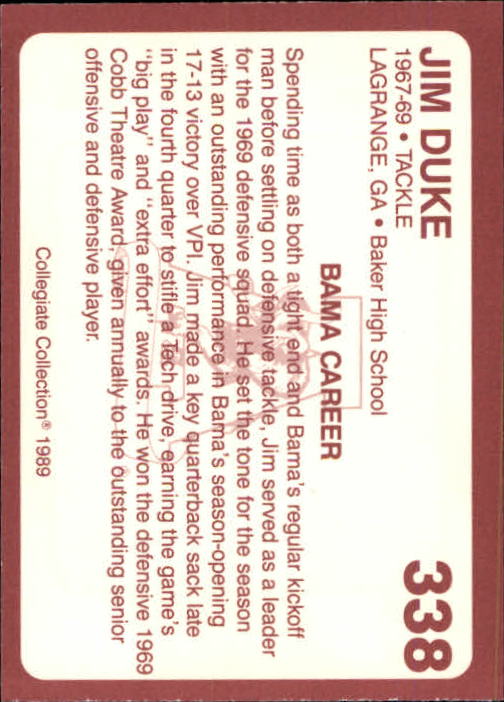 JIM DUKE
338
1967-69 • TACKLE
LAGRANGE, GA • Baker High School
BAMA CAREER
Spending time as both a tight end and Bama's regular kickoff
man before settling on defensive tackle, Jim served as a leader
for the 1969 defensive squad. He set the tone for the season
with an outstanding performance in Bama's season-opening
17-13 victory over VPI. Jim made a key quarterback sack late
in the fourth quarter to stifle a Tech drive, earning the game's
"big play" and "extra effort" awards. He won the defensive 1969
Cobb Theatre Award, given annually to the outstanding senior
offensive and defensive player.
Collegiate Collection® 1989